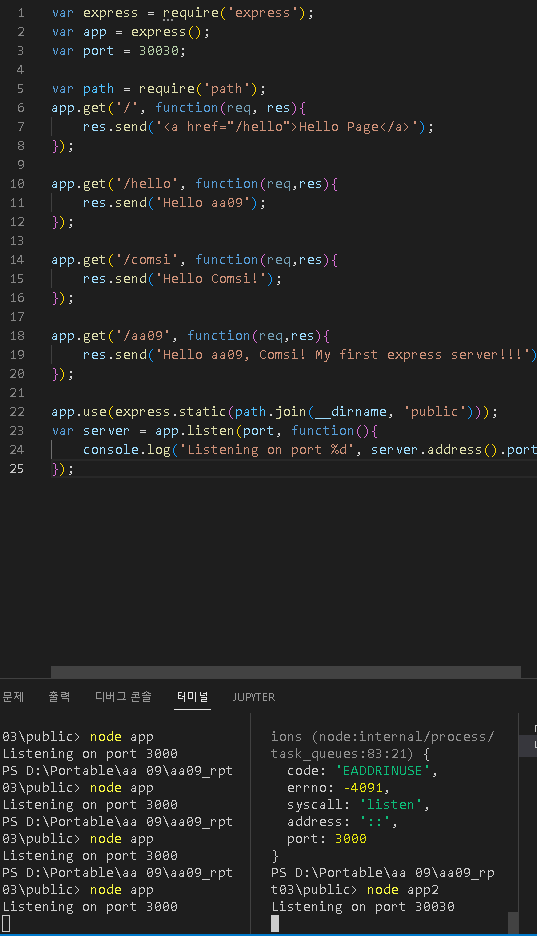 1 var express = require('express');
2 var app = express();
3 var port = 30030;
4
5 var path = require('path');
6 app.get('/', function(req, res){
7 res.send('<a href="/hello">Hello Page</a>');
8 });
9
10 app.get('/hello', function(req,res){
11 res.send('Hello aa09');
12 });
13
14 app.get('/comsi', function(req,res){
15 res.send('Hello Comsi!');
16 });
17
18 app.get('/aa09', function(req,res){
19 res.send('Hello aa09, Comsi! My first express server!!!')
20 });
21
22 app.use(express.static(path.join(__dirname, 'public')));
23 var server = app.listen(port, function(){
24 console.log('Listening on port %d', server.address().port
25 });
문제 출력 디버그 콘솔 터미널 JUPYTER
03\public> node app
Listening on port 3000
PS D:\Portable\aa 09\aa09_rpt
03\public> node app
Listening on port 3000
PS D:\Portable\aa 09\aa09_rpt
03\public> node app
Listening on port 3000
PS D:\Portable\aa 09\aa09_rpt
03\public> node app
Listening on port 3000
ions (node:internal/process/
task_queues:83:21) {
code: 'EADDRINUSE',
errno: -4091,
syscall: 'listen',
address: '::',
port: 3000
}
PS D:\Portable\aa 09\aa09_rp
t03\public> node app2
Listening on port 30030